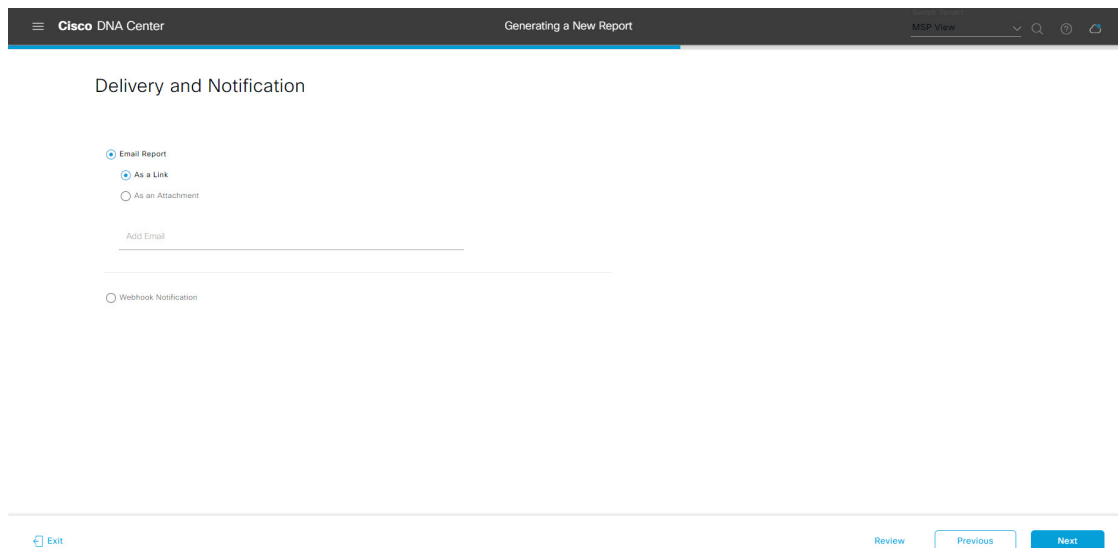 Cisco DNA Center
Generating a New Report
MSP View
Delivery and Notification
Email Report
As a Link
As an Attachment
Add Email
Webhook Notification
Exit
Review
Previous
Next